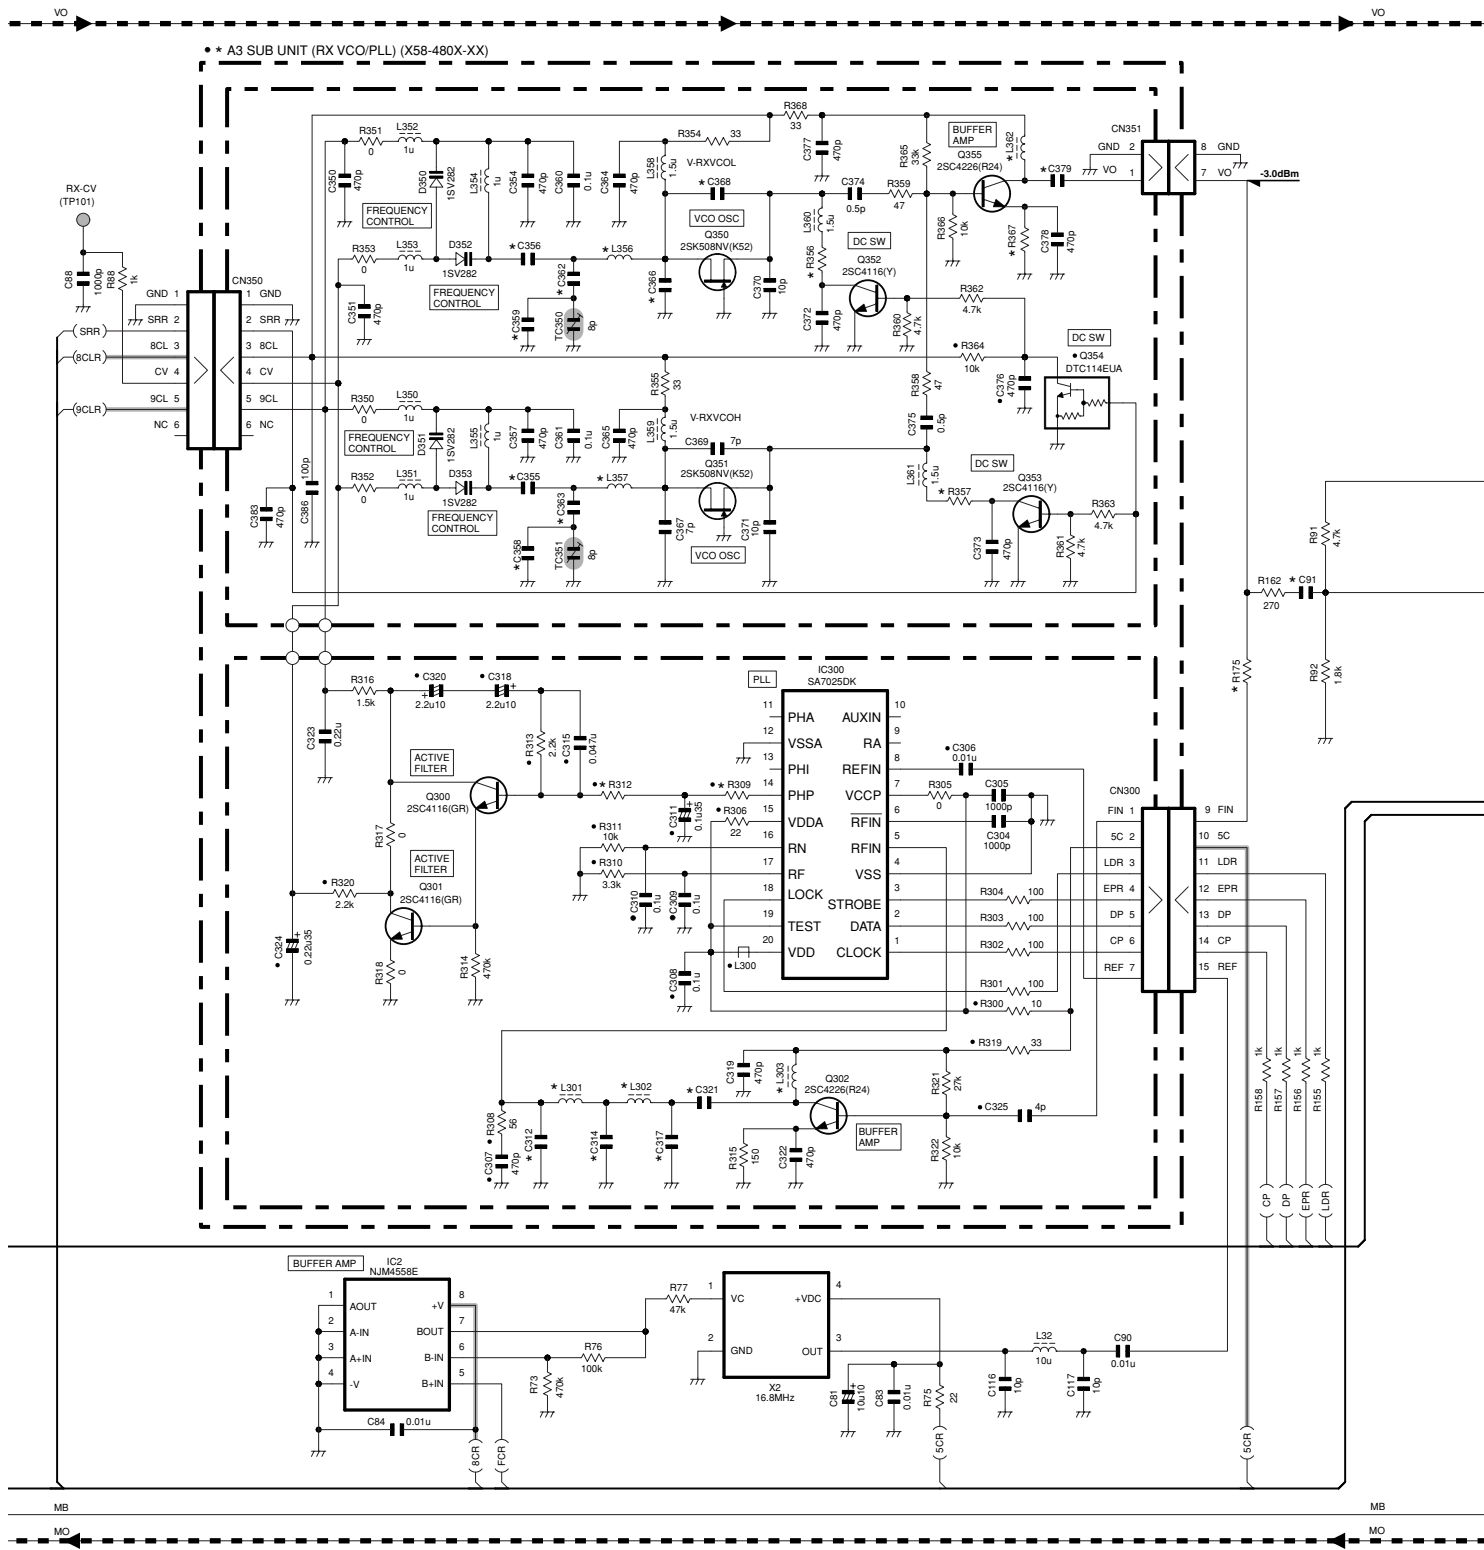 VO VO
• * A3 SUB UNIT (RX VCO/PLL) (X58-480X-XX)
R368
33
R351
0
L352
1u
R354 33
BUFFER
AMP
CN351
C350 470p
D350 1SV282
L354 1u
C354 470p
C360 0.1u
C364 470p
L358 1.5u
V-RXVCOL
C377 470p
R365 33k
Q355
2SC4226(R24)
* L362
GND 2
8 GND
* C379
VO 1
7 VO
-3.0dBm
RX-CV
(TP101)
* C368
C374
0.5p
R359
47
FREQUENCY
CONTROL
VCO OSC
Q350
2SK508NV(K52)
L360 1.5u
R366 10k
* R367
C378 470p
R353
0
L353
1u
D352
1SV282
* C356
* L356
DC SW
Q352
2SC4116(Y)
* R356
C88 1000p
R88 1k
CN350
FREQUENCY
CONTROL
* C362
* C366
C370 10p
GND 1
1 GND
C351 470p
* C359
TC350 8p
C372 470p
R360 4.7k
R362
4.7k
SRR
SRR 2
2 SRR
DC SW
• Q354
DTC114EUA
8CLR
8CL 3
3 8CL
• R364
10k
CV 4
4 CV
R355 33
R358 47
• C376 470p
9CLR
9CL 5
5 9CL
R350
0
L350
1u
NC 6
6 NC
FREQUENCY
CONTROL
D351 1SV282
L355 1u
C357 470p
C361 0.1u
C365 470p
L359 1.5u
V-RXVCOH
C369 7p
C375 0.5p
Q351
2SK508NV(K52)
DC SW
R352
0
L351
1u
D353
1SV282
* C355
* L357
L361 1.5u
* R357
Q353
2SC4116(Y)
C383 470p
C386 100p
FREQUENCY
CONTROL
* C363
C367 7p
C371 10p
R363
4.7k
R91 4.7k
* C358
TC351 8p
VCO OSC
C373 470p
R361 4.7k
R162
270
* C91
IC300
SA7025DK
PLL
R316
1.5k
• C320
+ 2.2u10
• C318
+
2.2u10
* R175
R92 1.8k
C323 0.22u
• R313 2.2k
• C315 0.047u
11 PHA AUXIN 10
12 VSSA RA 9
13 PHI REFIN 8
14 PHP VCCP 7
15 VDDA RFIN 6
16 RN RFIN 5
17 RF VSS 4
18 LOCK STROBE 3
19 TEST DATA 2
20 VDD CLOCK 1
ACTIVE
FILTER
• C306
0.01u
Q300
2SC4116(GR)
• * R312
• * R309
R305
0
C305
1000p
CN300
• C311 0.1u35 +
• R306
22
C304
1000p
FIN 1
9 FIN
R317 0
• R311
10k
5C 2
10 5C
ACTIVE
FILTER
• R310
3.3k
LDR 3
11 LDR
• R320
2.2k
Q301
2SC4116(GR)
• C310 0.1u
• C309 0.1u
R304 100
EPR 4
12 EPR
R303 100
DP 5
13 DP
• C324 0.22u35 +
R318 0
R314 470k
R302 100
CP 6
14 CP
• L300
REF 7
15 REF
• C308 0.1u
R301 100
• R300 10
• R319 33
C319 470p
* L303
Q302
2SC4226(R24)
R321 27k
R158 1k
R157 1k
R156 1k
R155 1k
* L301
* L302
* C321
• C325 4p
• R308 56
• C307 470p
* C312
* C314
* C317
R315 150
C322 470p
BUFFER
AMP
R322 10k
CP
DP
EPR
LDR
BUFFER AMP
IC2
NJM4558E
1 AOUT +V 8
2 A-IN BOUT 7
3 A+IN B-IN 6
4 -V B+IN 5
R77
47k
1 VC +VDC 4
2 GND OUT 3
X2
16.8MHz
R76
100k
R73 470k
L32
10u
C90
0.01u
C84 0.01u
C81 10u10 +
C83 0.01u
R75 22
C116 10p
C117 10p
8CR
FCR
5CR
5CR
MB MB
MO MO